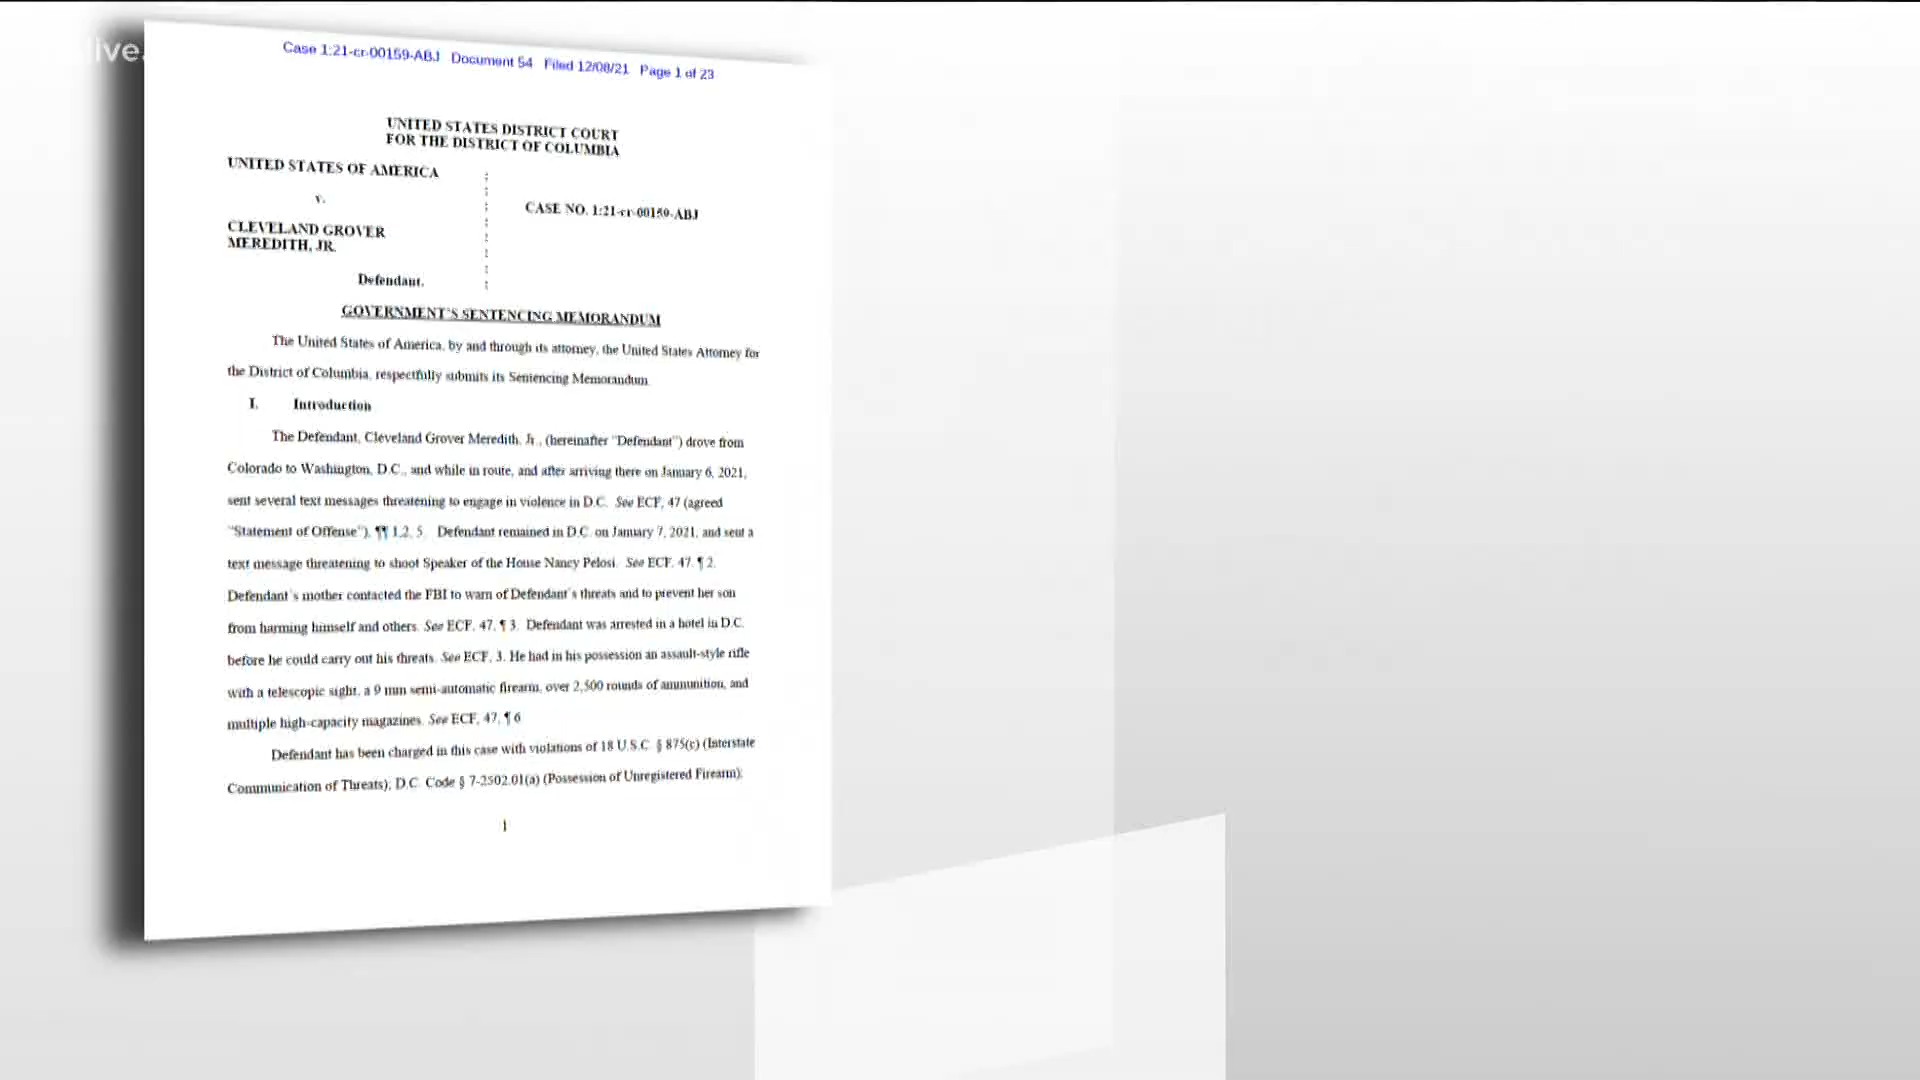 live.
Case 1:21-cr-00159-ABJ Document 54 Filed 12/08/21 Page 1 of 23
UNITED STATES DISTRICT COURT
FOR THE DISTRICT OF COLUMBIA
UNITED STATES OF AMERICA
v.
CLEVELAND GROVER
MEREDITH, JR.
Defendant.
CASE NO. 1:21-cr-00159-ABJ
GOVERNMENT'S SENTENCING MEMORANDUM
The United States of America, by and through its attorney, the United States Attorney for
the District of Columbia, respectfully submits its Sentencing Memorandum.
I. Introduction
The Defendant, Cleveland Grover Meredith, Jr., (hereinafter "Defendant") drove from
Colorado to Washington, D.C., and while in route, and after arriving there on January 6, 2021,
sent several text messages threatening to engage in violence in D.C. See ECF, 47 (agreed
"Statement of Offense"), ¶¶ 1,2, 5. Defendant remained in D.C. on January 7, 2021, and sent a
text message threatening to shoot Speaker of the House Nancy Pelosi. See ECF, 47, ¶ 2.
Defendant's mother contacted the FBI to warn of Defendant's threats and to prevent her son
from harming himself and others. See ECF, 47, ¶ 3. Defendant was arrested in a hotel in D.C.
before he could carry out his threats. See ECF, 3. He had in his possession an assault-style rifle
with a telescopic sight, a 9 mm semi-automatic firearm, over 2,500 rounds of ammunition, and
multiple high-capacity magazines. See ECF, 47, ¶ 6
Defendant has been charged in this case with violations of 18 U.S.C. § 875(c) (Interstate
Communication of Threats); D.C. Code § 7-2502.01(a) (Possession of Unregistered Firearm);
1